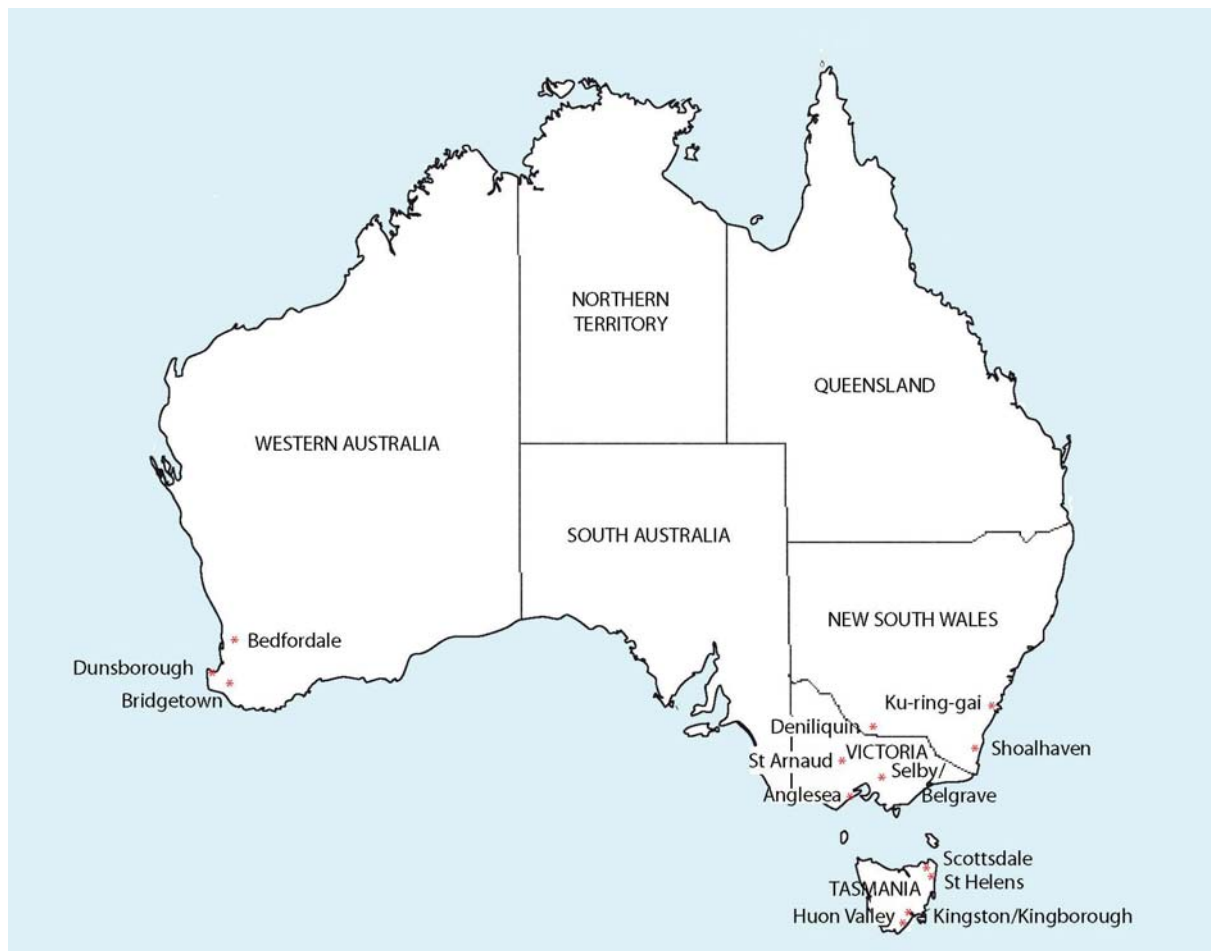 NORTHERN
TERRITORY
QUEENSLAND
WESTERN AUSTRALIA
SOUTH AUSTRALIA
NEW SOUTH WALES
Bedfordale
Dunsborough
Bridgetown
Ku-ring-gai
Deniliquin
Shoalhaven
VICTORIA
St Arnaud
Selby/
Belgrave
Anglesea
Scottsdale
St Helens
TASMANIA
Huon Valley
Kingston/Kingborough